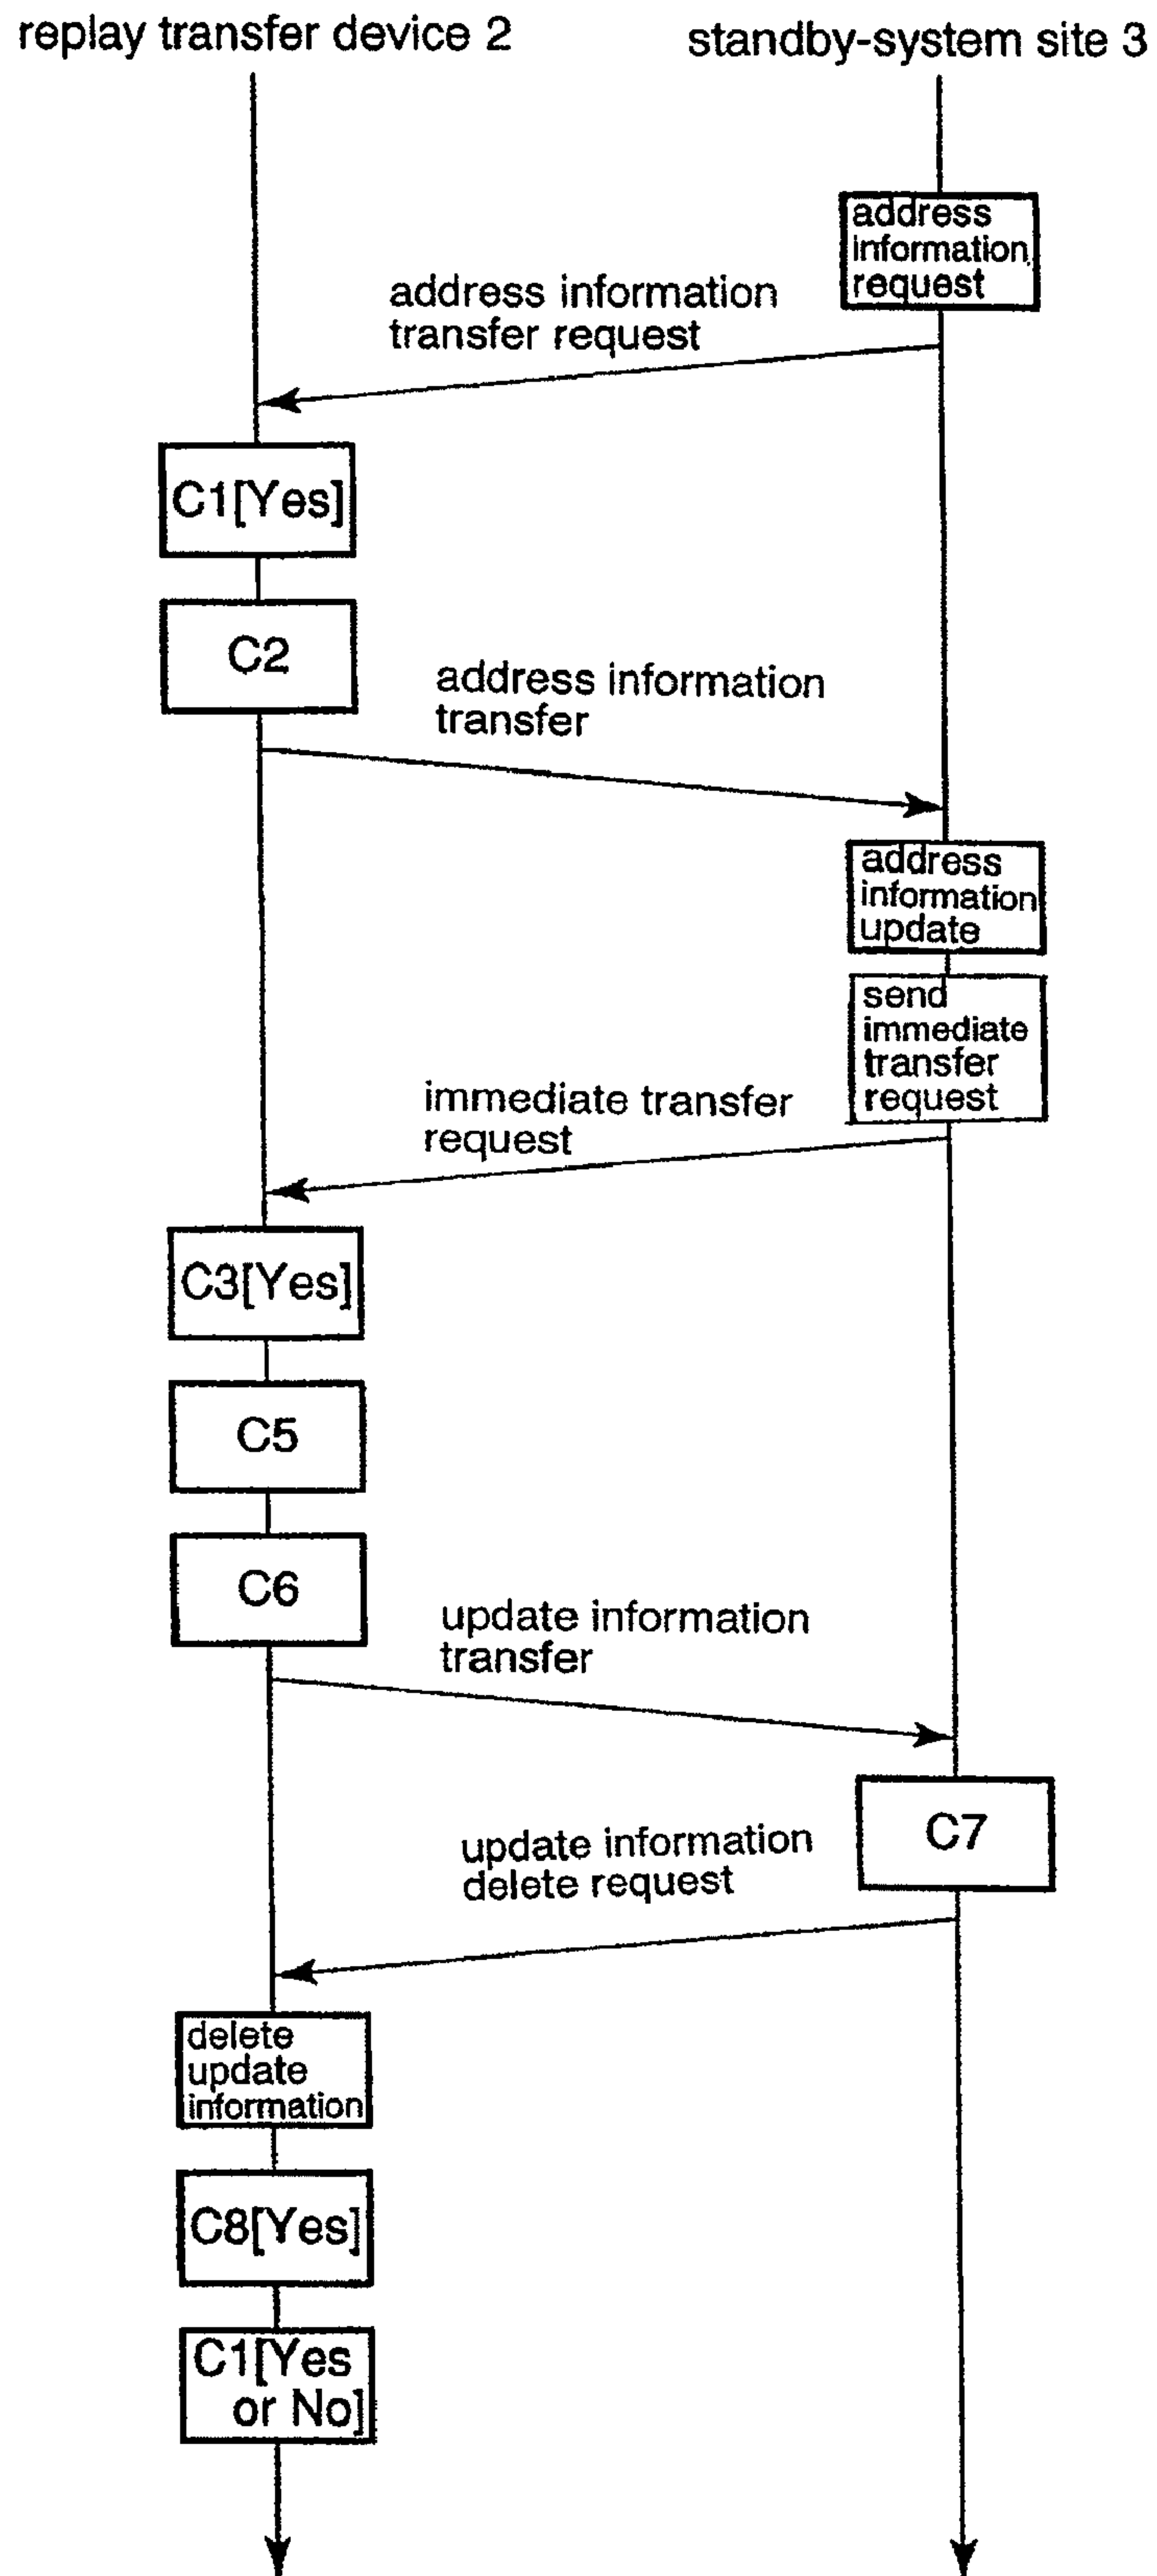 replay transfer device 2
standby-system site 3
address
information
request
address information
transfer request
C1[Yes]
C2
address information
transfer
address
information
update
send
immediate
transfer
request
immediate transfer
request
C3[Yes]
C5
C6
update information
transfer
C7
update information
delete request
delete
update
information
C8[Yes]
C1[Yes
or No]